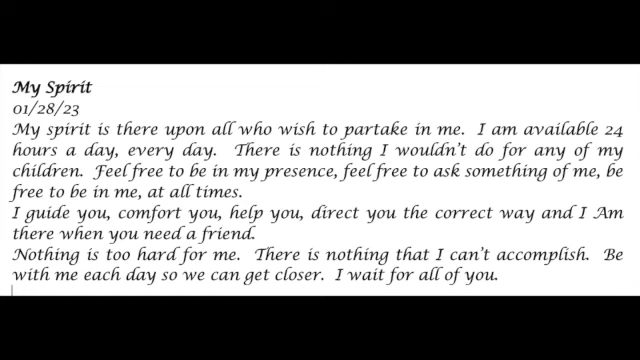 My Spirit
01/28/23
My spirit is there upon all who wish to partake in me.  I am available 24
hours a day, every day.  There is nothing I wouldn't do for any of my
children.  Feel free to be in my presence, feel free to ask something of me, be
free to be in me, at all times.
I guide you, comfort you, help you, direct you the correct way and I Am
there when you need a friend.
Nothing is too hard for me.  There is nothing that I can't accomplish.  Be
with me each day so we can get closer.  I wait for all of you.